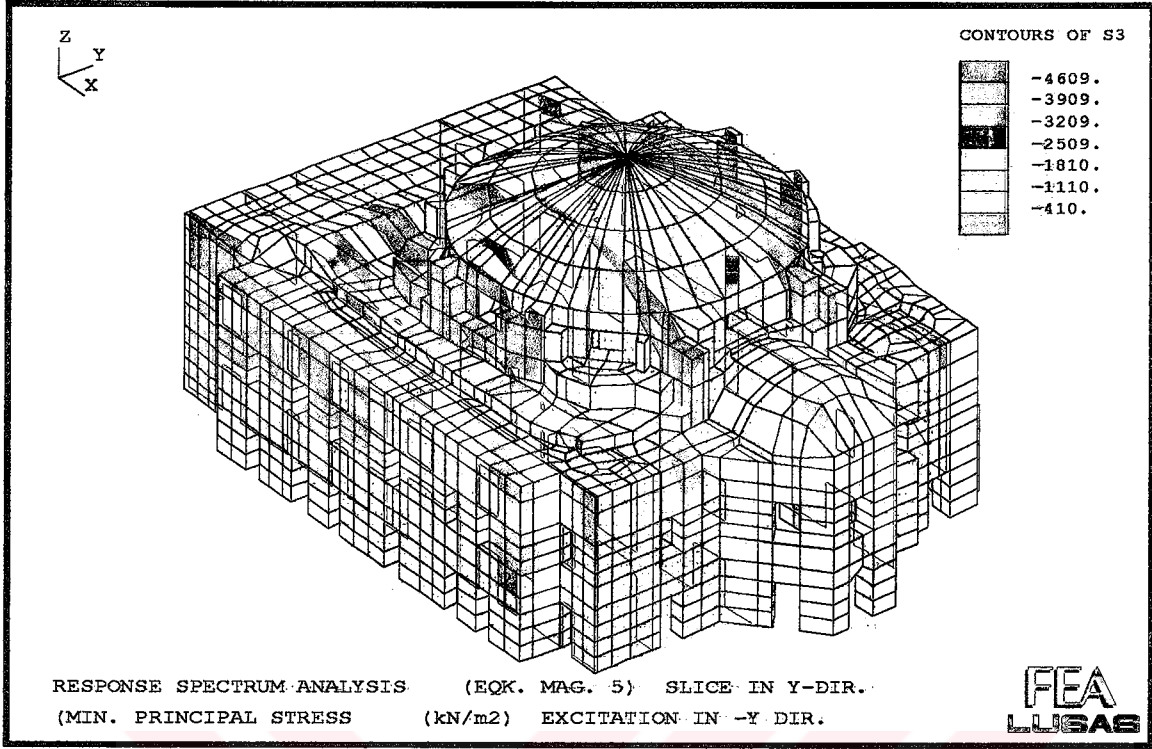 Z
Y
X
CONTOURS OF S3
-4609.
-3909.
-3209.
-2509.
-1810.
-1110.
-410.
RESPONSE SPECTRUM ANALYSIS (EQK. MAG. 5) SLICE IN Y-DIR.
(MIN. PRINCIPAL STRESS (kN/m2) EXCITATION IN -Y DIR.
FEA
LUSAS